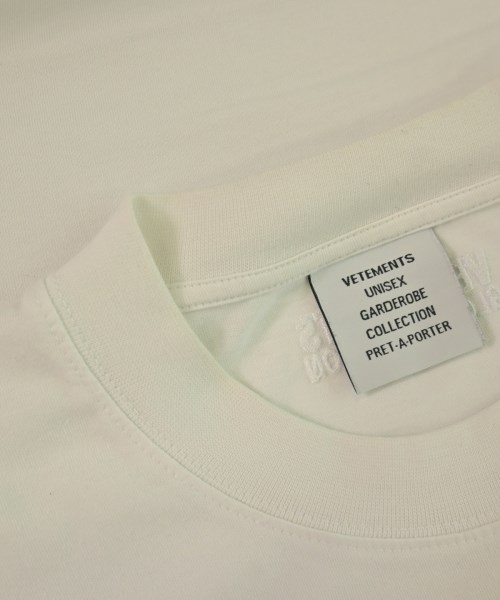 VETEMENTS
UNISEX
GARDEROBE
COLLECTION
PRET-A-PORTER